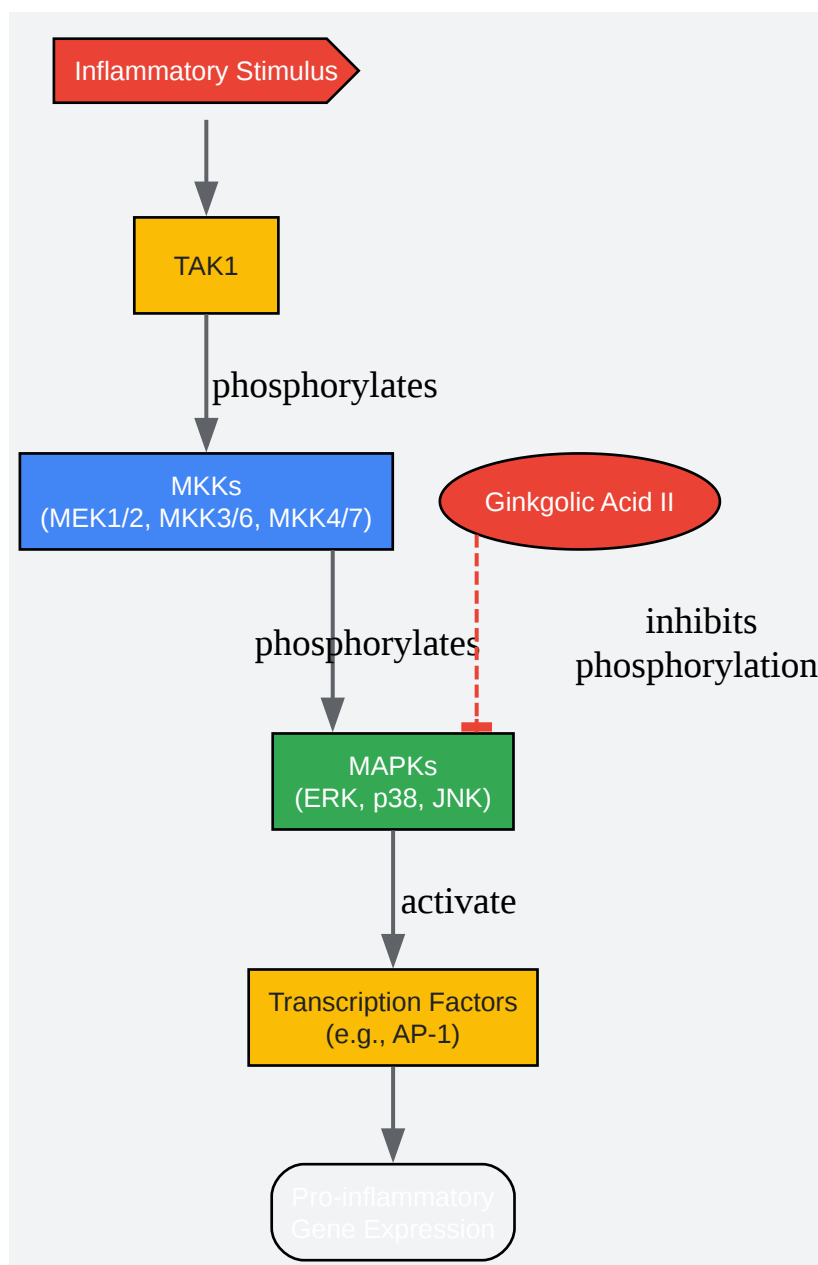 Inflammatory Stimulus
TAK1
phosphorylates
MKKs
(MEK1/2, MKK3/6, MKK4/7)
Ginkgolic Acid II
phosphorylates
inhibits
phosphorylation
MAPKs
(ERK, p38, JNK)
activate
Transcription Factors
(e.g., AP-1)
Pro-inflammatory
Gene Expression